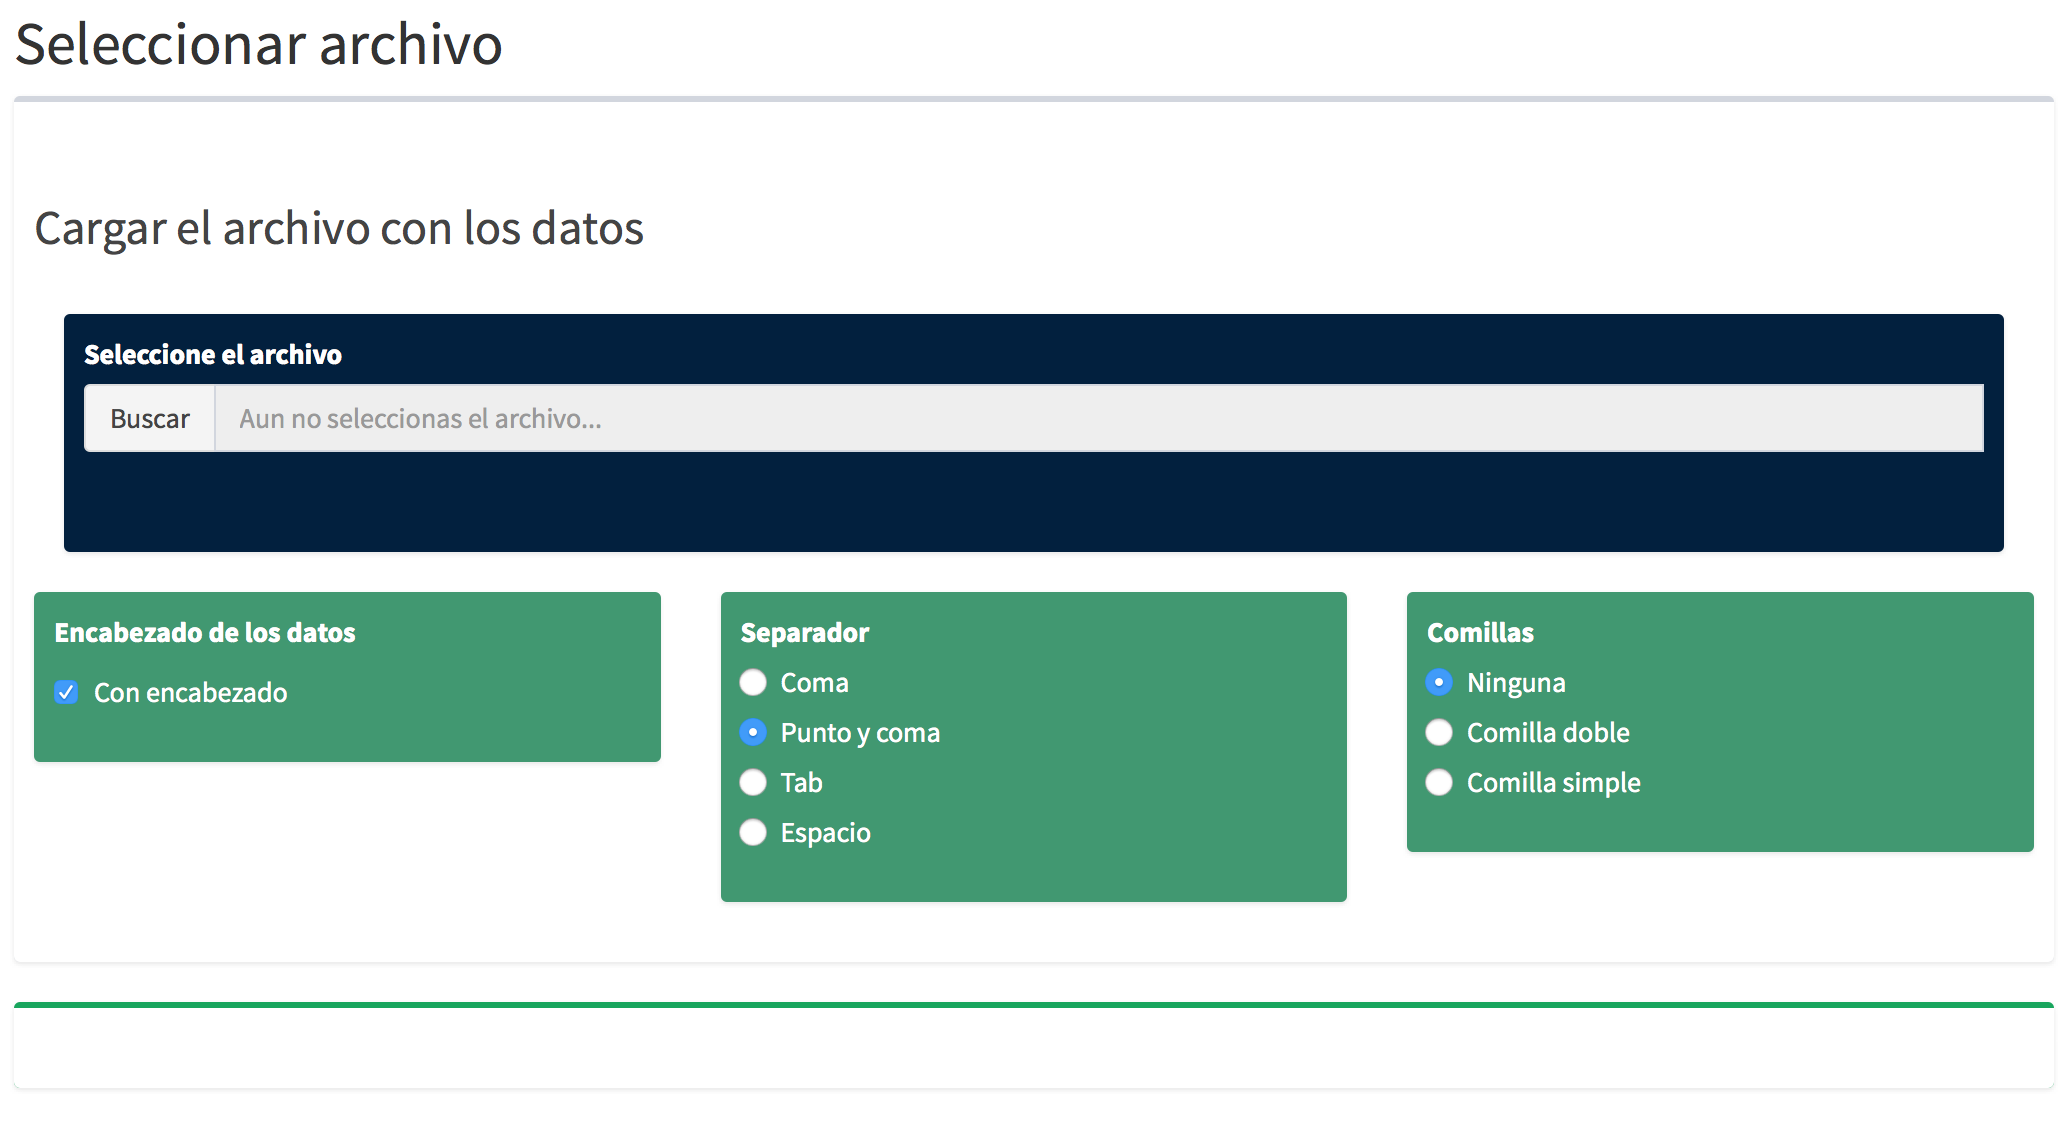 Seleccionar archivo
Cargar el archivo con los datos
Seleccione el archivo
Buscar
Aun no seleccionas el archivo...
Encabezado de los datos
Con encabezado
Separador
Coma
Punto y coma
Tab
Espacio
Comillas
Ninguna
Comilla doble
Comilla simple